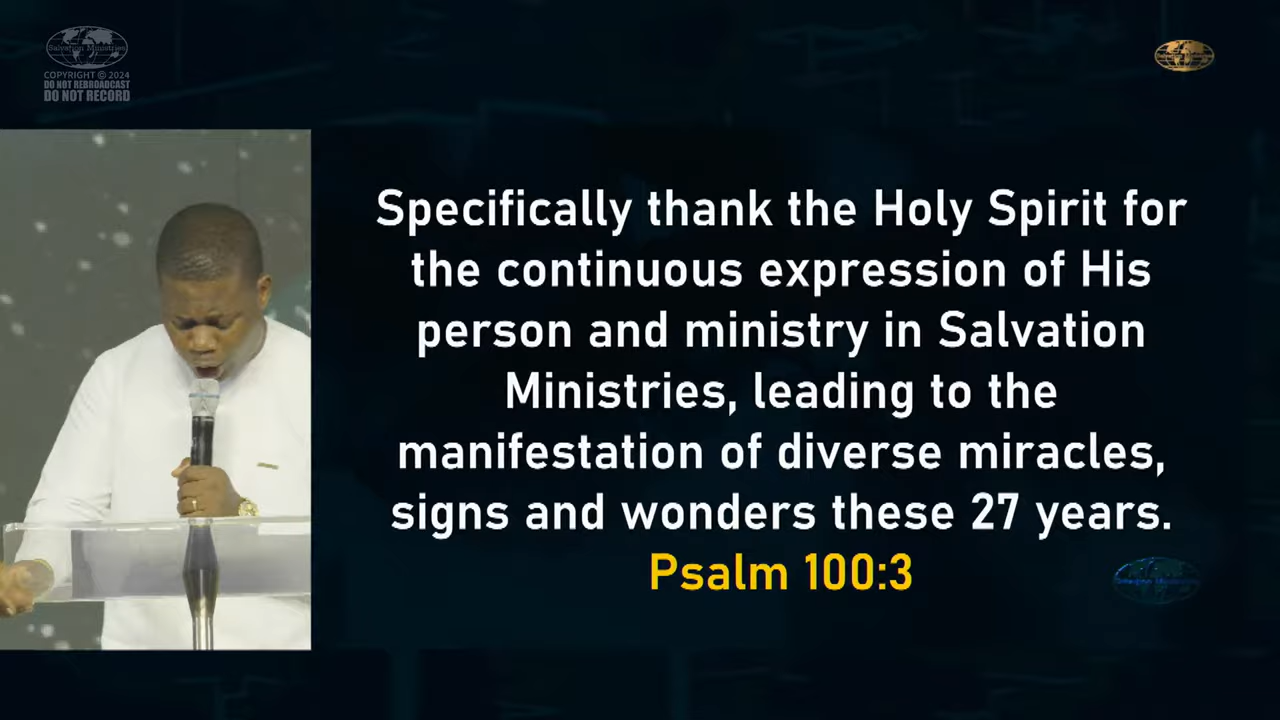 Salvation Ministries
COPYRIGHT © 2024
DO NOT REBROADCAST
DO NOT RECORD
Specifically thank the Holy Spirit for
the continuous expression of His
person and ministry in Salvation
Ministries, leading to the
manifestation of diverse miracles,
signs and wonders these 27 years.
Psalm 100:3
Salvation Ministries